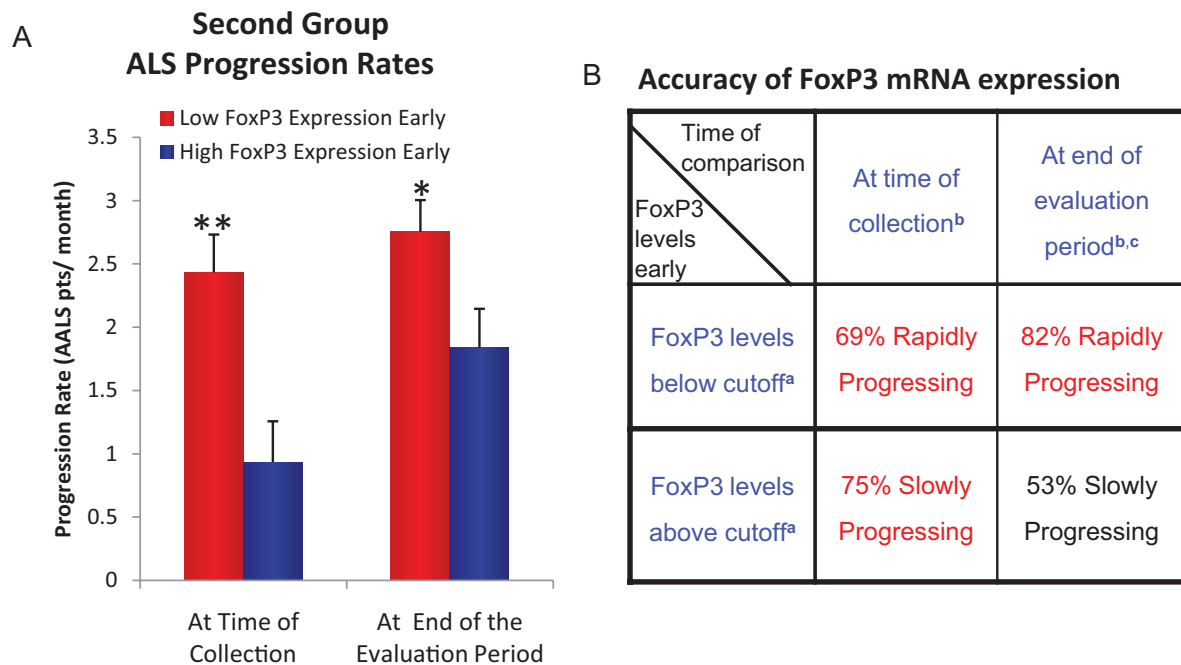 A
Second Group
ALS Progression Rates
Low FoxP3 Expression Early
High FoxP3 Expression Early
Progression Rate (AALS pts/ month)
3.5
3
2.5
2
1.5
1
0.5
0
**
*
At Time of
Collection
At End of the
Evaluation Period
B
Accuracy of FoxP3 mRNA expression
Time of
comparison
FoxP3
levels
early
At time of
collectionᵇ
At end of
evaluation
periodᵇ,ᶜ
FoxP3 levels
below cutoffᵃ
69% Rapidly
Progressing
82% Rapidly
Progressing
FoxP3 levels
above cutoffᵃ
75% Slowly
Progressing
53% Slowly
Progressing